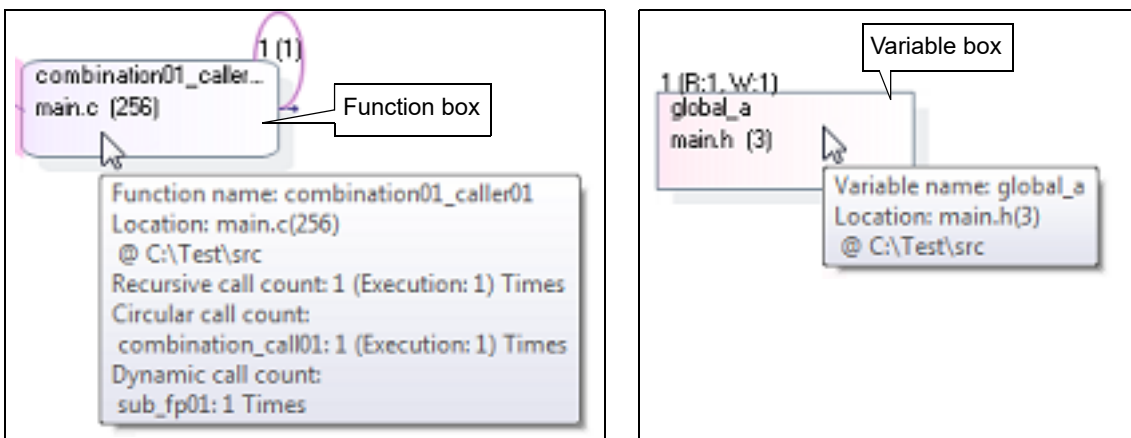 1 (1)
combination01_caller...
main.c (256)
Function box
Function name: combination01_caller01
Location: main.c(256)
@ C:\Test\src
Recursive call count: 1 (Execution: 1) Times
Circular call count:
combination_call01: 1 (Execution: 1) Times
Dynamic call count:
sub_fp01: 1 Times
Variable box
1 (R:1, W:1)
global_a
main.h (3)
Variable name: global_a
Location: main.h(3)
@ C:\Test\src